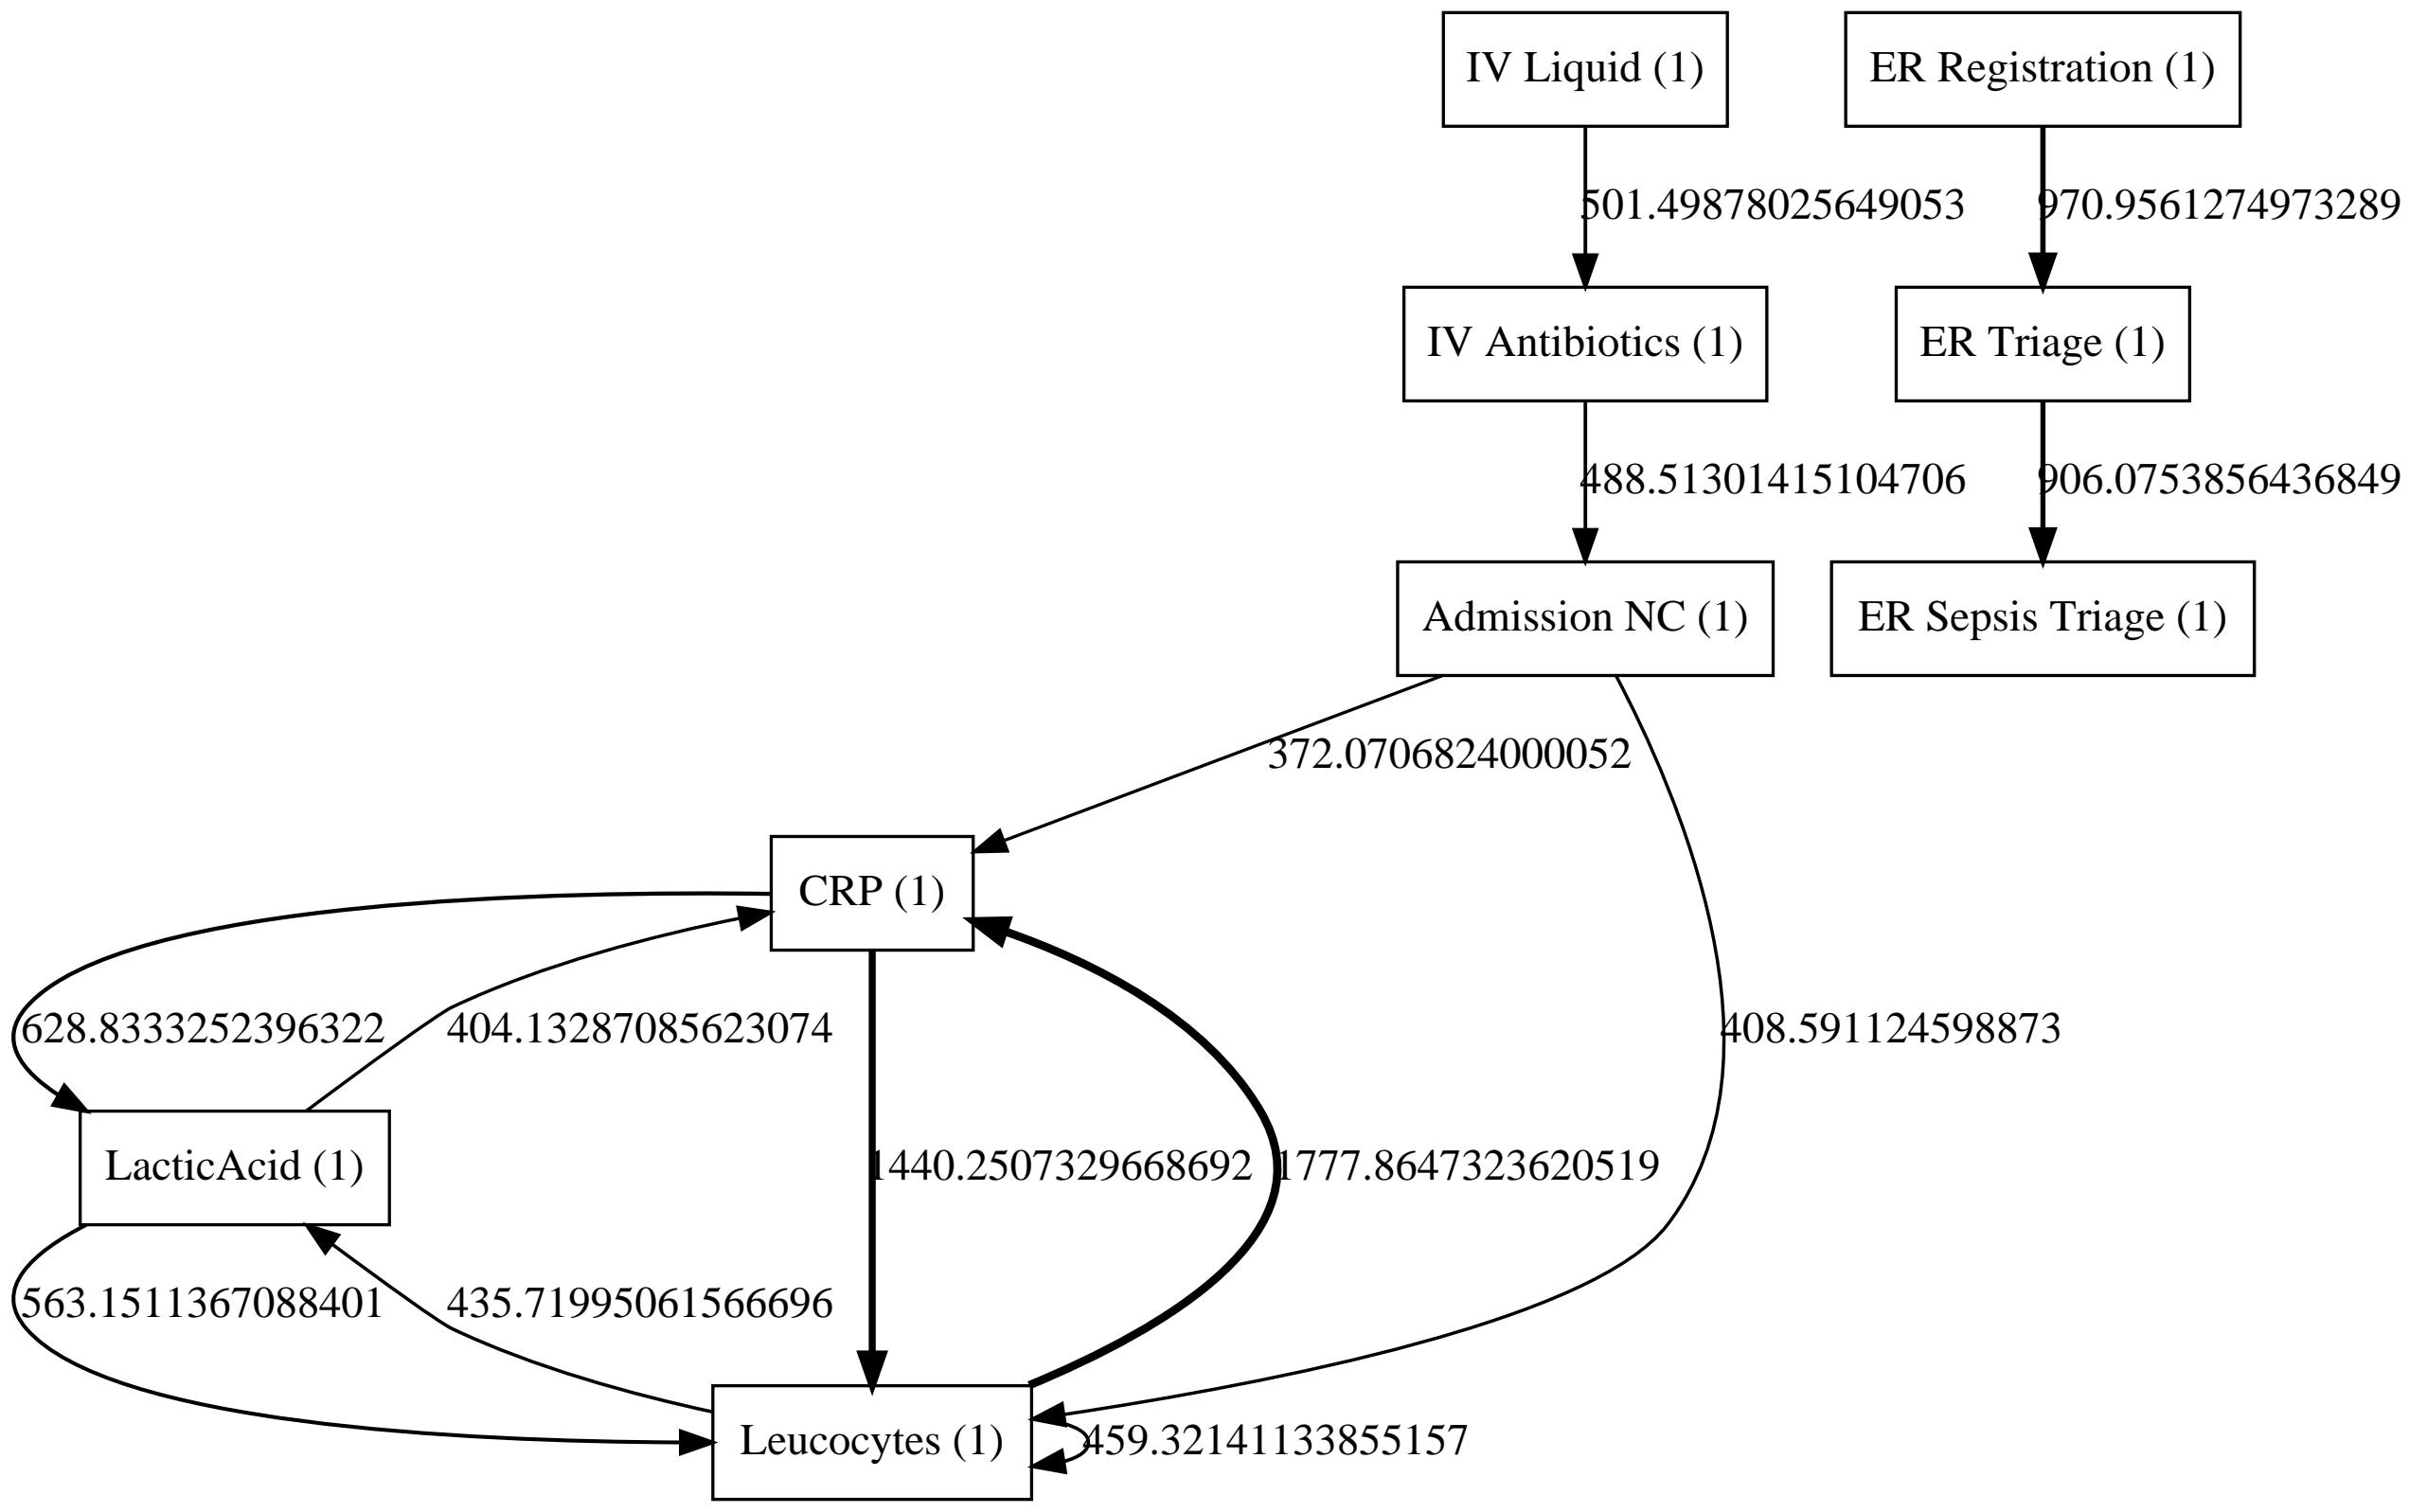 IV Liquid (1)
ER Registration (1)
501.49878025649053
970.9561274973289
IV Antibiotics (1)
ER Triage (1)
488.51301415104706
906.0753856436849
Admission NC (1)
ER Sepsis Triage (1)
372.0706824000052
CRP (1)
628.8333252396322
404.13287085623074
408.591124598873
LacticAcid (1)
1440.2507329668692
1777.8647323620519
563.1511367088401
435.71995061566696
Leucocytes (1)
459.32141133855157